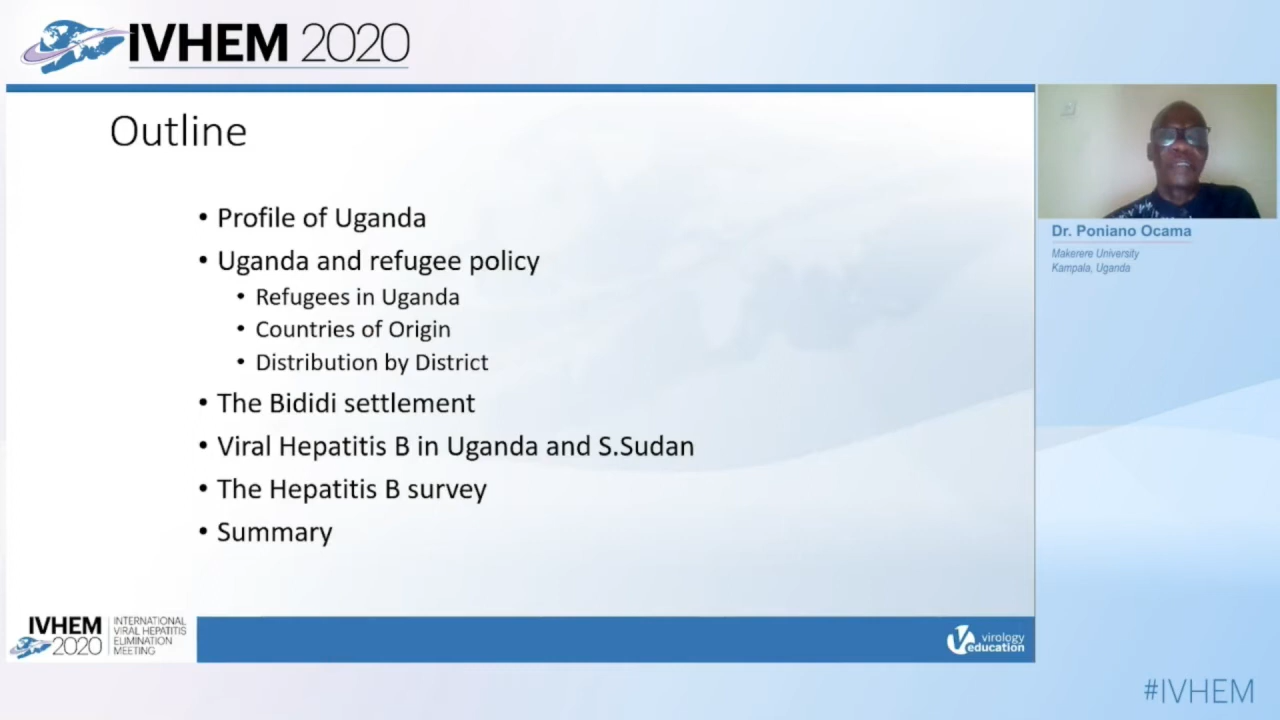 IVHEM 2020
Outline
• Profile of Uganda
• Uganda and refugee policy
• Refugees in Uganda
• Countries of Origin
• Distribution by District
• The Bididi settlement
• Viral Hepatitis B in Uganda and S.Sudan
• The Hepatitis B survey
• Summary
Dr. Poniano Ocama
Makerere University
Kampala, Uganda
IVHEM
2020
INTERNATIONAL
VIRAL HEPATITIS
ELIMINATION
MEETING
virology
education
#IVHEM